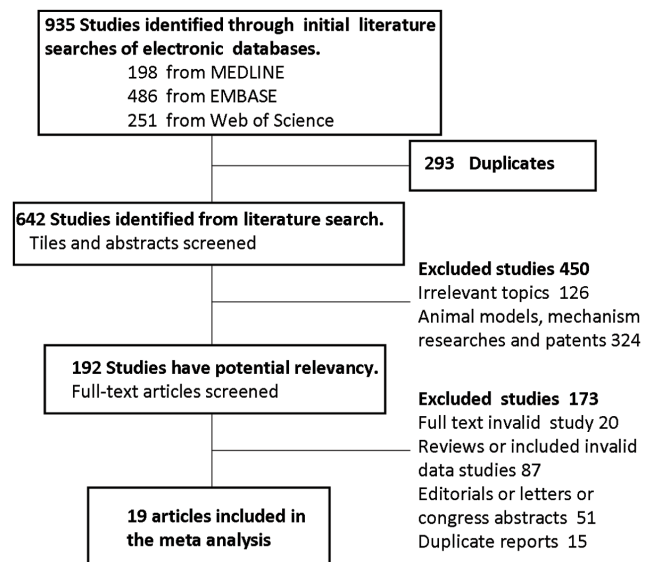 935 Studies identified through initial literature
searches of electronic databases.
198 from MEDLINE
486 from EMBASE
251 from Web of Science
293 Duplicates
642 Studies identified from literature search.
Tiles and abstracts screened
Excluded studies 450
Irrelevant topics 126
Animal models, mechanism
researches and patents 324
192 Studies have potential relevancy.
Full-text articles screened
Excluded studies 173
Full text invalid study 20
Reviews or included invalid
data studies 87
Editorials or letters or
congress abstracts 51
Duplicate reports 15
19 articles included in
the meta analysis